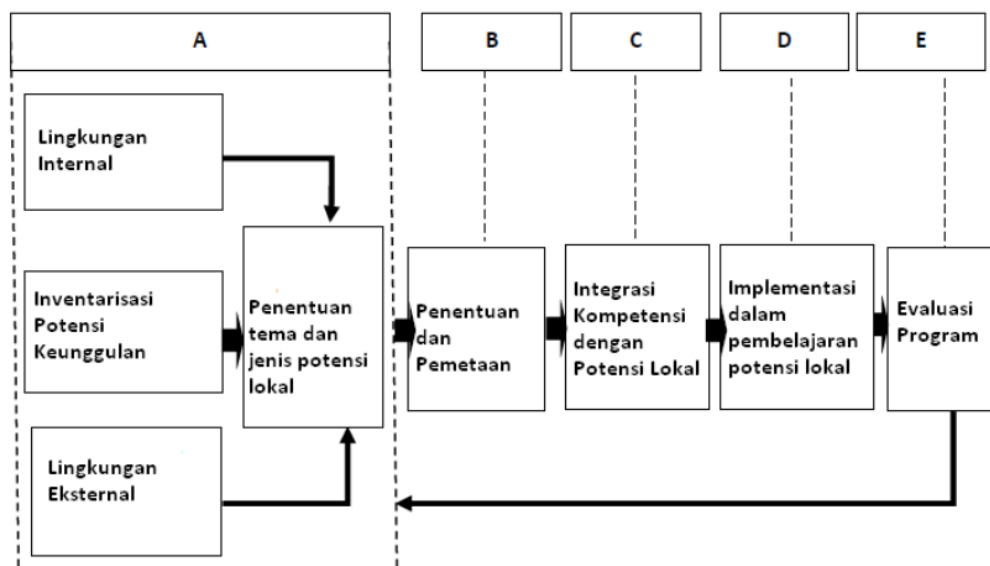 A
B
C
D
E
Lingkungan
Internal
Inventarisasi
Potensi
Keunggulan
Lingkungan
Eksternal
Penentuan
tema dan
jenis potensi
lokal
Penentuan
dan
Pemetaan
Integrasi
Kompetensi
dengan
Potensi Lokal
Implementasi
dalam
pembelajaran
potensi lokal
Evaluasi
Program